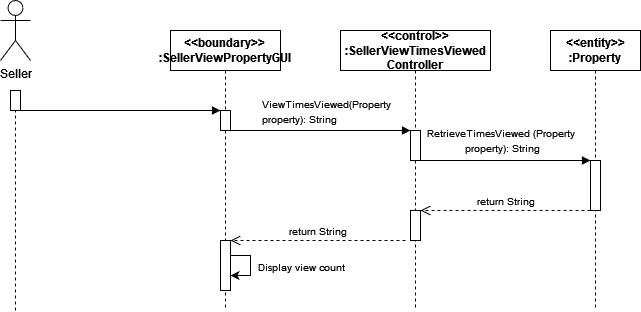 Seller
<<boundary>>
:SellerViewPropertyGUI
<<control>>
:SellerViewTimesViewed
Controller
<<entity>>
:Property
ViewTimesViewed(Property
property): String
RetrieveTimesViewed (Property
property): String
return String
return String
Display view count